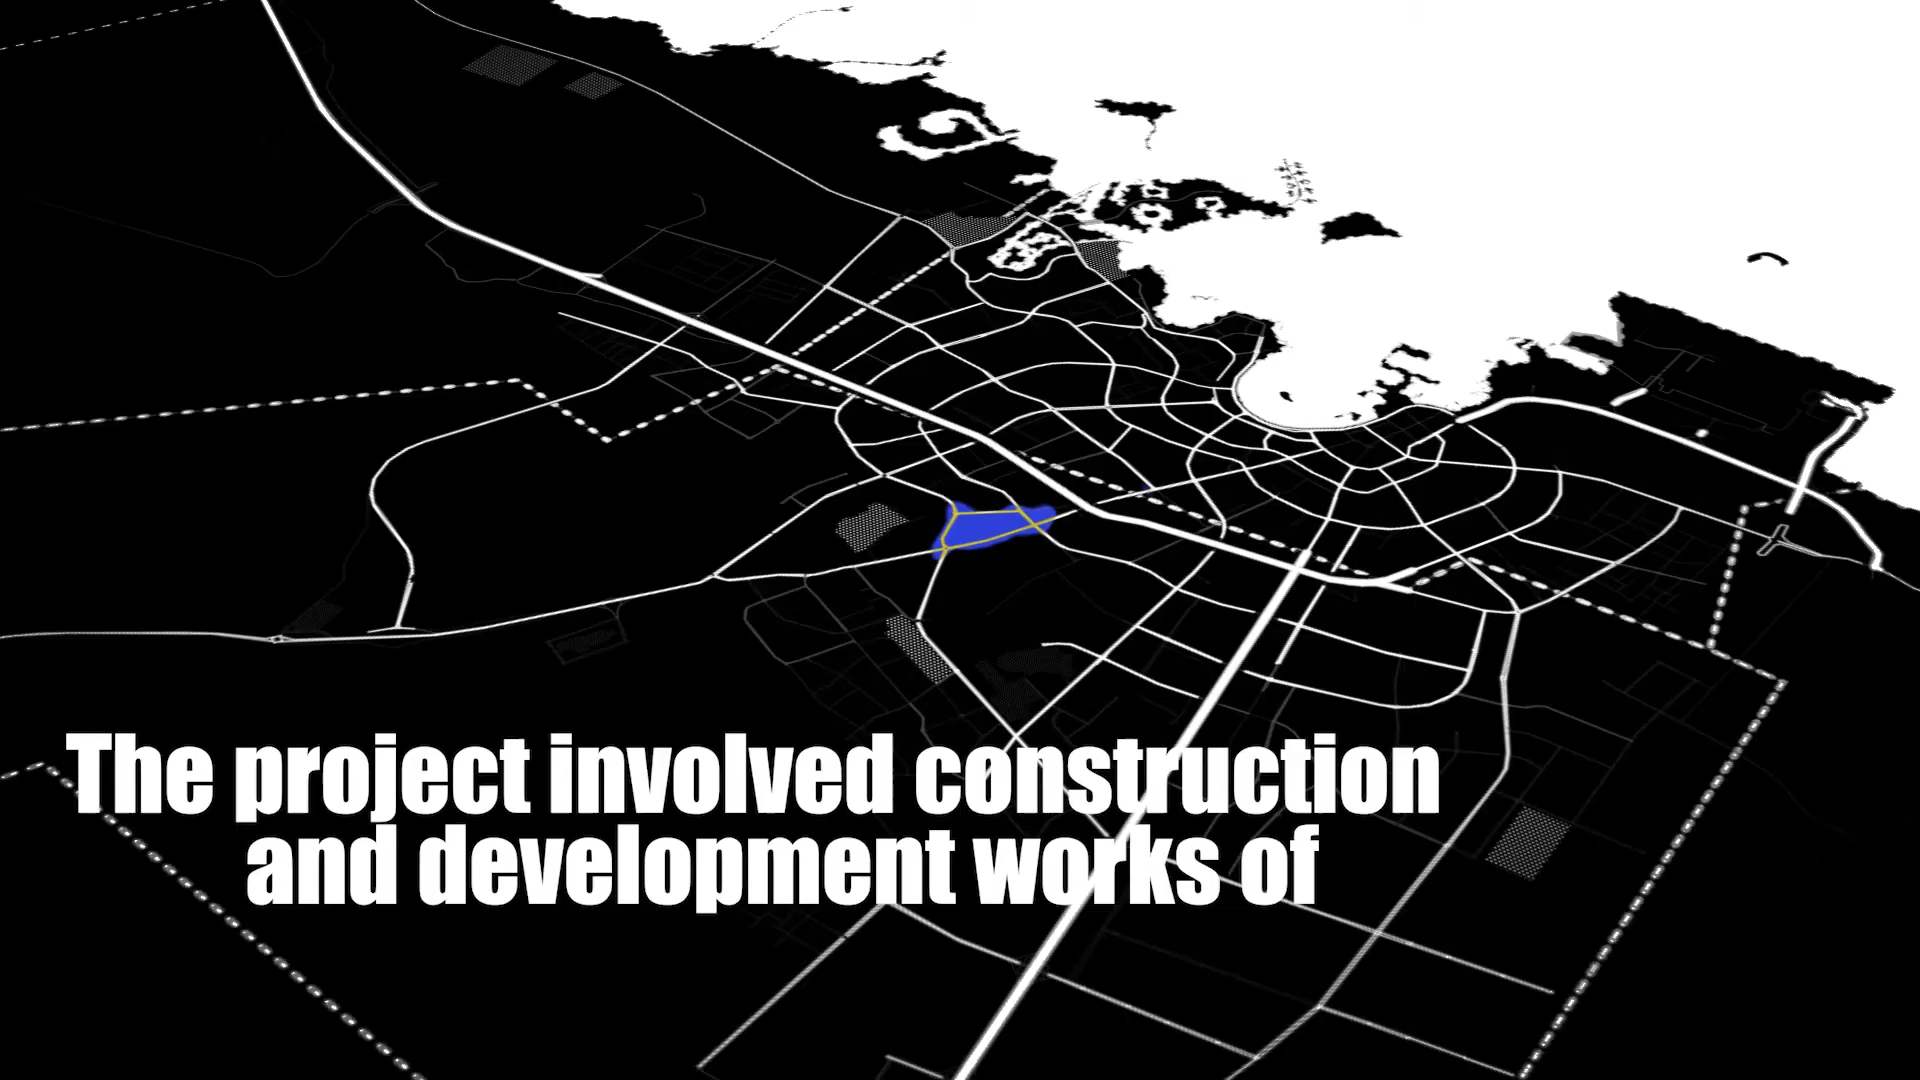 The project involved construction
and development works of